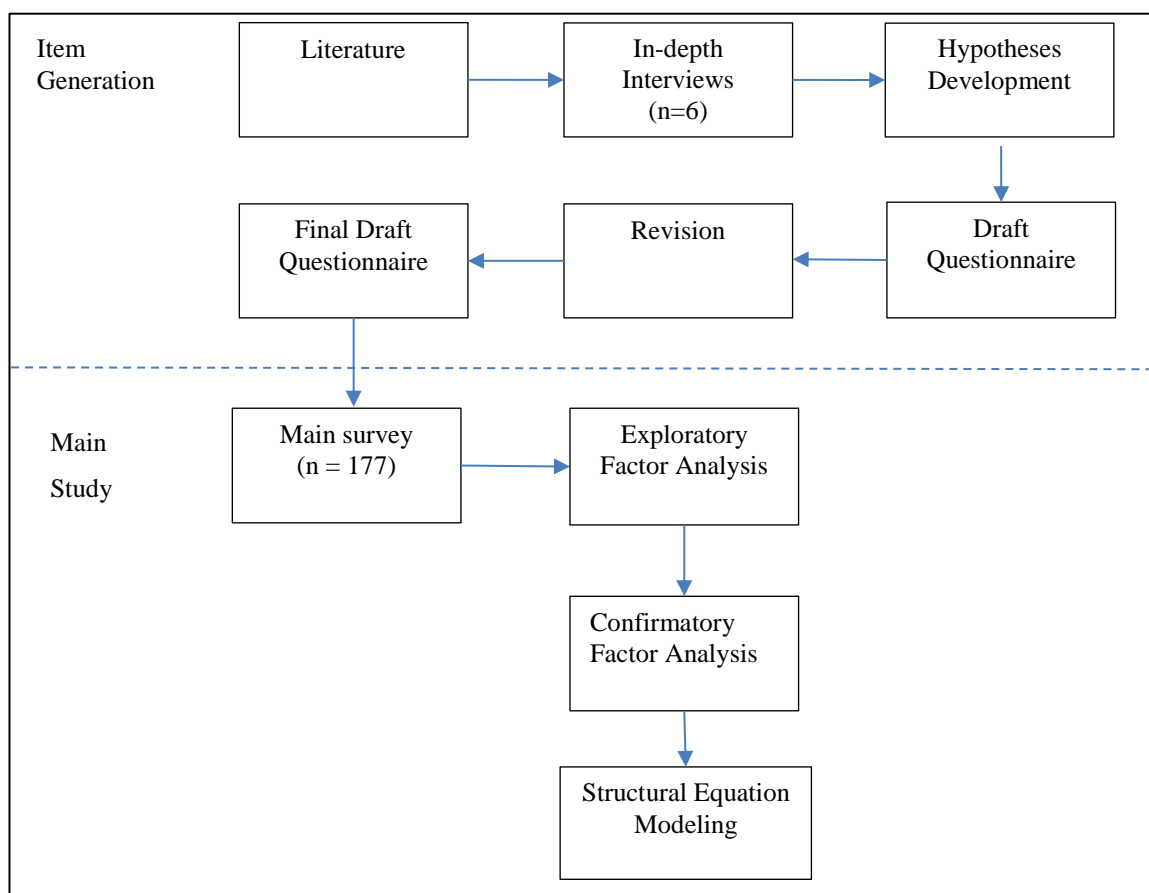 Item
Generation
Literature
In-depth
Interviews
(n=6)
Hypotheses
Development
Final Draft
Questionnaire
Revision
Draft
Questionnaire
Main
Study
Main survey
(n = 177)
Exploratory
Factor Analysis
Confirmatory
Factor Analysis
Structural Equation
Modeling